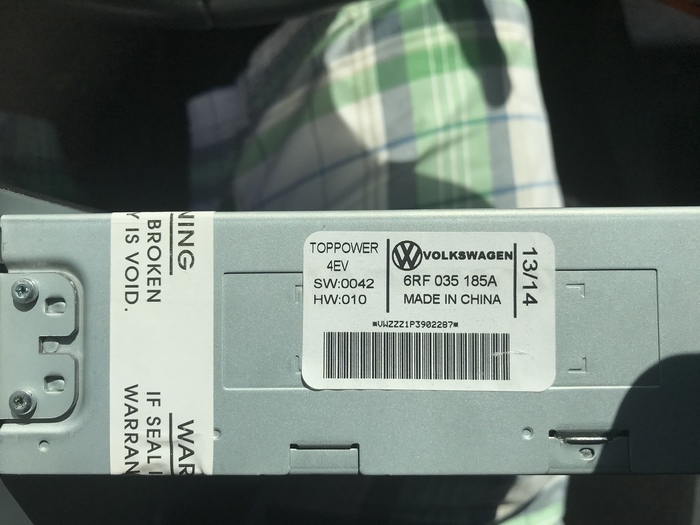 NING
BROKEN
Y IS VOID.
WAR
IF SEAL
WARRAN
TOPPOWER
4EV
SW:0042
HW:010
VOLKSWAGEN
6RF 035 185A
MADE IN CHINA
13/14
*VWZZZ1P3902287*